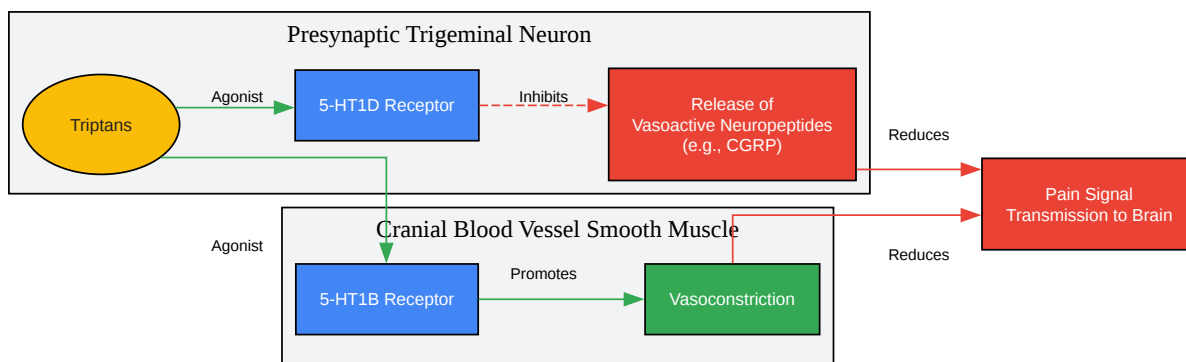 Presynaptic Trigeminal Neuron
Triptans
Agonist
5-HT1D Receptor
Inhibits
Release of
Vasoactive Neuropeptides
(e.g., CGRP)
Reduces
Pain Signal
Transmission to Brain
Cranial Blood Vessel Smooth Muscle
Agonist
5-HT1B Receptor
Promotes
Vasoconstriction
Reduces